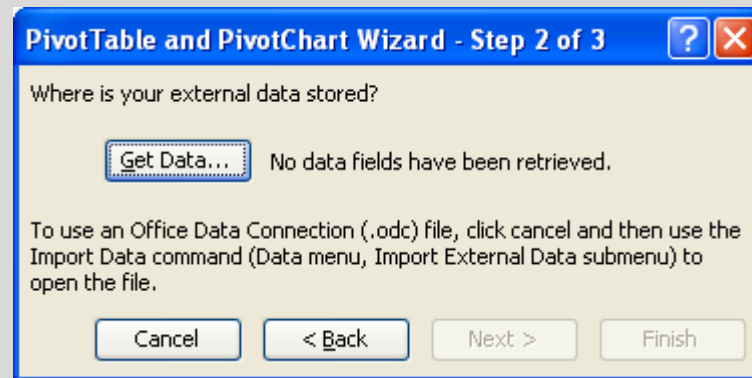 PivotTable and PivotChart Wizard - Step 2 of 3
Where is your external data stored?
Get Data... No data fields have been retrieved.
To use an Office Data Connection (.odc) file, click cancel and then use the
Import Data command (Data menu, Import External Data submenu) to
open the file.
Cancel < Back Next > Finish